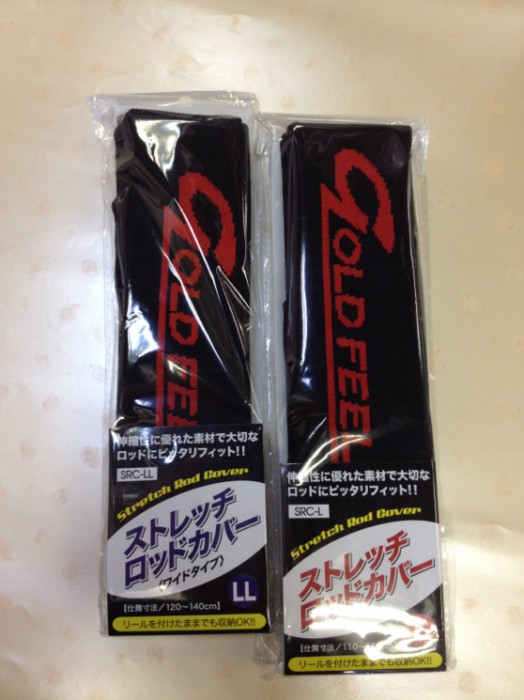 GOLD FEEL
伸縮性に優れた素材で大切な
ロッドにピッタリフィット!!
SRC-LL
Stretch Rod Cover
ストレッチ
ロッドカバー
(ワイドタイプ)
LL
【仕舞寸法/120〜140cm】
リールを付けたままでも収納OK!!
GOLD FEEL
伸縮性に優れた素材で大切な
ロッドにピッタリフィット!!
SRC-L
Stretch Rod Cover
ストレッチ
ロッドカバー
【仕舞寸法/110〜
リールを付けたままでも収納OK!!